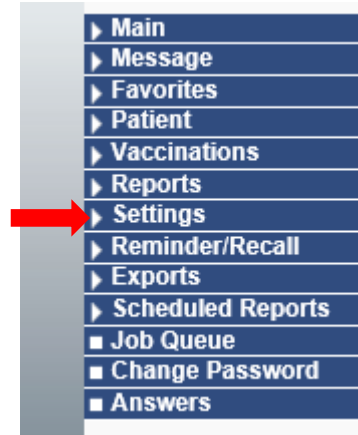 Main
Message
Favorites
Patient
Vaccinations
Reports
Settings
Reminder/Recall
Exports
Scheduled Reports
Job Queue
Change Password
Answers